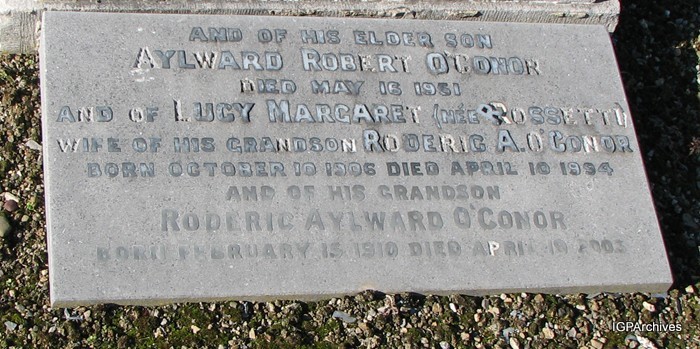 AND OF HIS ELDER SON
AYLWARD ROBERT O'CONOR
DIED MAY 16 1951
AND OF LUCY MARGARET (NÉE ROSSETTI)
WIFE OF HIS GRANDSON RODERIC A. O'CONOR
BORN OCTOBER 10 1906 DIED APRIL 10 1994
AND OF HIS GRANDSON
RODERIC AYLWARD O'CONOR
BORN FEBRUARY 15 1910 DIED APRIL 19 2003
IGPArchives